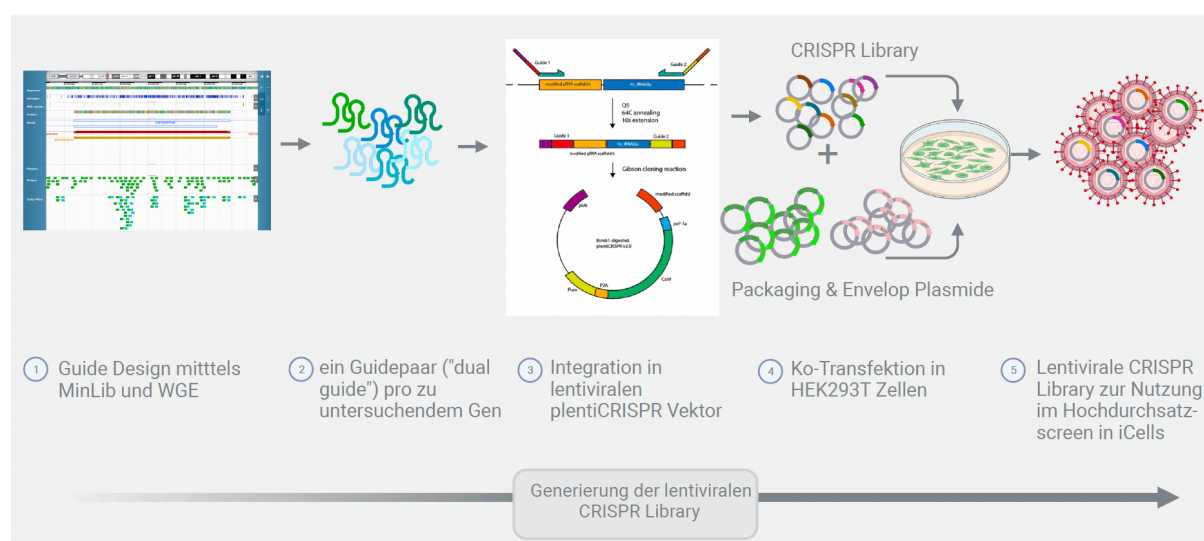 CRISPR Library
Guide 1
Guide 2
modified gRNA scaffold
Q5
64C annealing
10s extension
Guide 1
Guide 2
modified gRNA scaffold
Gibson cloning reaction
pU6
modified scaffold
pef-1a
Bsmb1-digested
plentiCRISPR v3.0
Cas9
P2A
Puro
+
Packaging & Envelop Plasmide
1 Guide Design mitttels
MinLib und WGE
2 ein Guidepaar ("dual
guide") pro zu
untersuchendem Gen
3 Integration in
lentiviralen
plentiCRISPR Vektor
4 Ko-Transfektion in
HEK293T Zellen
5 Lentivirale CRISPR
Library zur Nutzung
im Hochdurchsatz-
screen in iCells
Generierung der lentiviralen
CRISPR Library